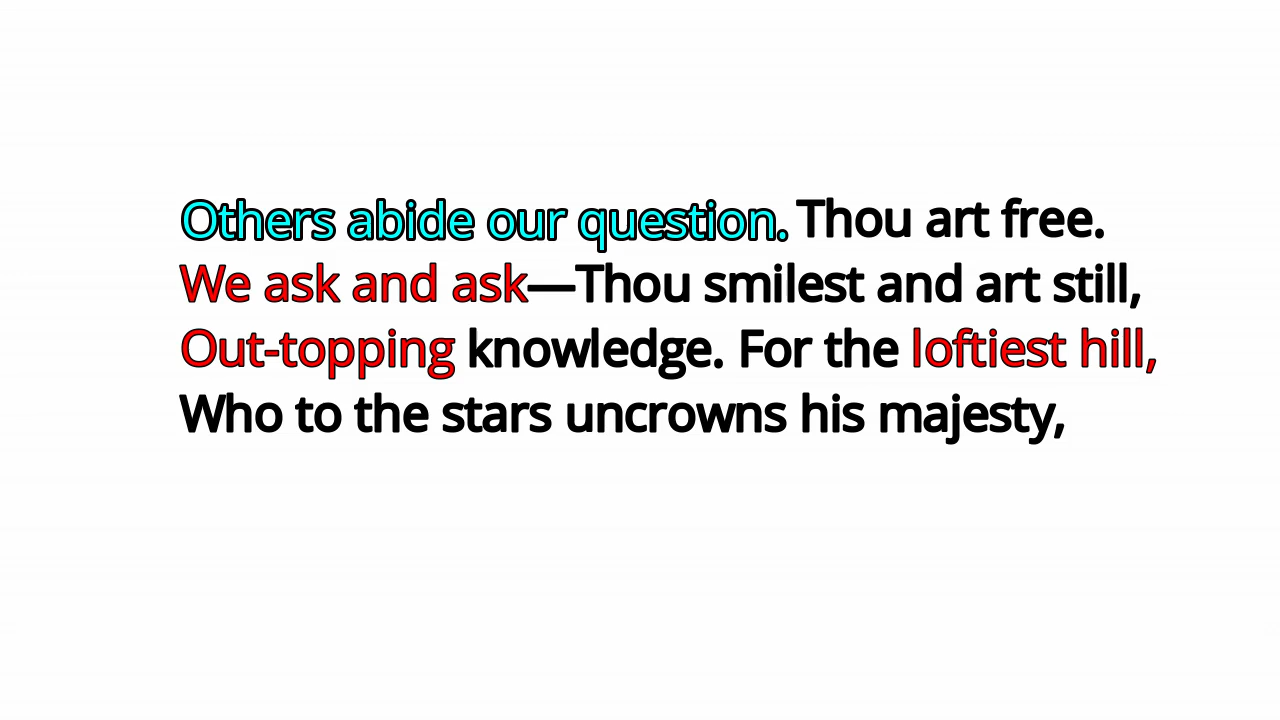 Others abide our question. Thou art free.
We ask and ask—Thou smilest and art still,
Out-topping knowledge. For the loftiest hill,
Who to the stars uncrowns his majesty,